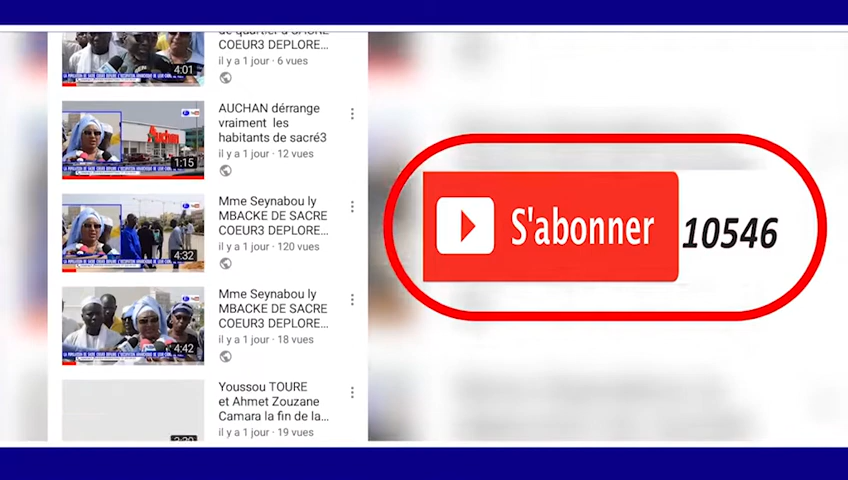 de quartier à SACRE
COEUR3 DEPLORE...
il y a 1 jour · 6 vues
4:01
AUCHAN dérrange
vraiment les
habitants de sacré3
il y a 1 jour · 12 vues
Auchan
1:15
Mme Seynabou ly
MBACKE DE SACRE
COEUR3 DEPLORE...
il y a 1 jour · 120 vues
4:32
Mme Seynabou ly
MBACKE DE SACRE
COEUR3 DEPLORE...
il y a 1 jour · 18 vues
4:42
Youssou TOURE
et Ahmet Zouzane
Camara la fin de la...
il y a 1 jour · 19 vues
S'abonner
10546